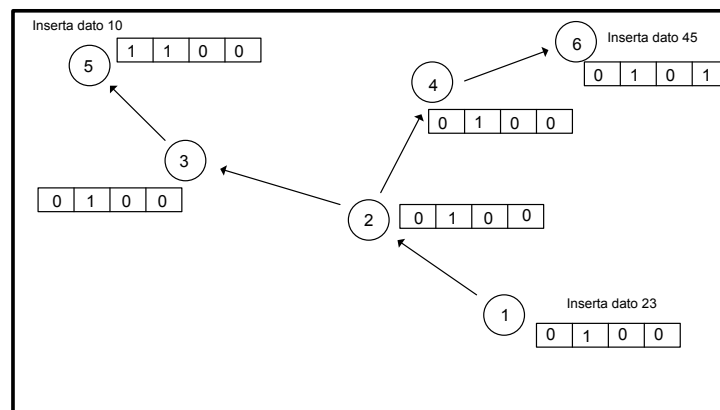 Inserta dato 10
1 1 0 0
5
6
Inserta dato 45
0 1 0 1
4
0 1 0 0
3
0 1 0 0
2
0 1 0 0
Inserta dato 23
1
0 1 0 0